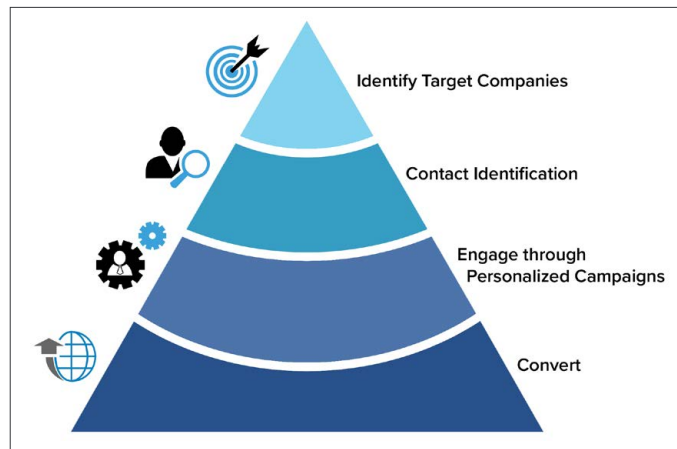 Identify Target Companies
Contact Identification
Engage through
Personalized Campaigns
Convert